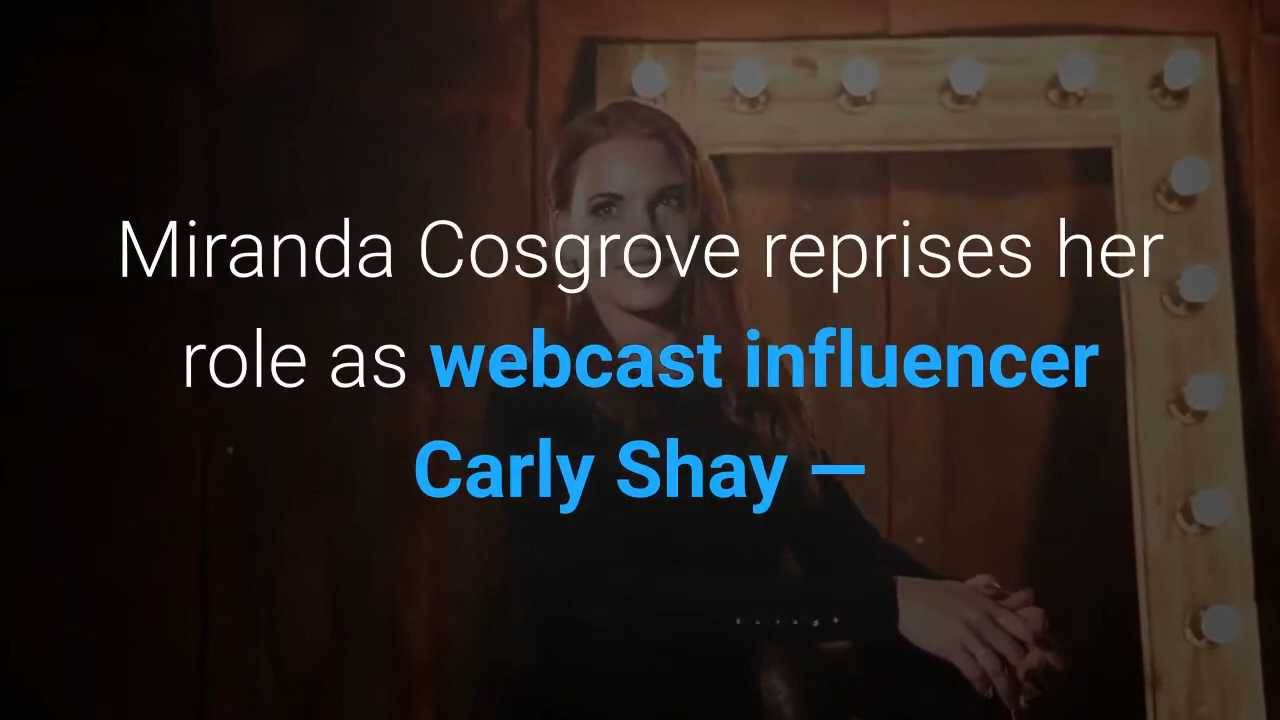 Miranda Cosgrove reprises her
role as webcast influencer
Carly Shay —